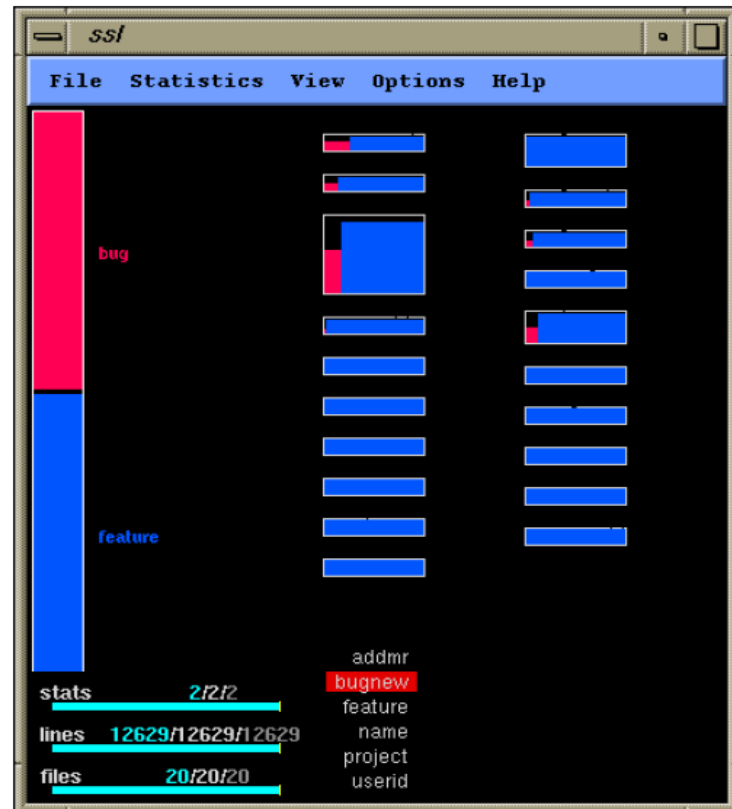 ssl
File Statistics View Options Help
bug
feature
addmr
bugnew
feature
name
project
userid
stats 2/2/2
lines 12629/12629/12629
files 20/20/20